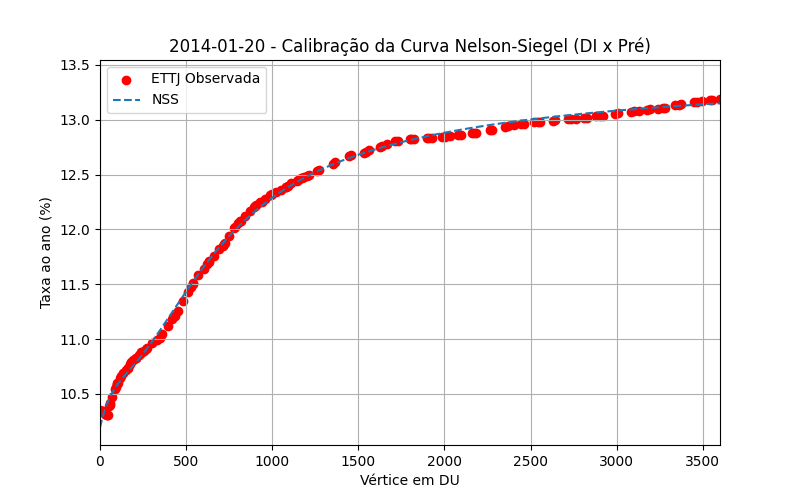 2014-01-20 - Calibração da Curva Nelson-Siegel (DI x Pré)
ETTJ Observada
NSS
Taxa ao ano (%)
13.5
13.0
12.5
12.0
11.5
11.0
10.5
0 500 1000 1500 2000 2500 3000 3500
Vértice em DU